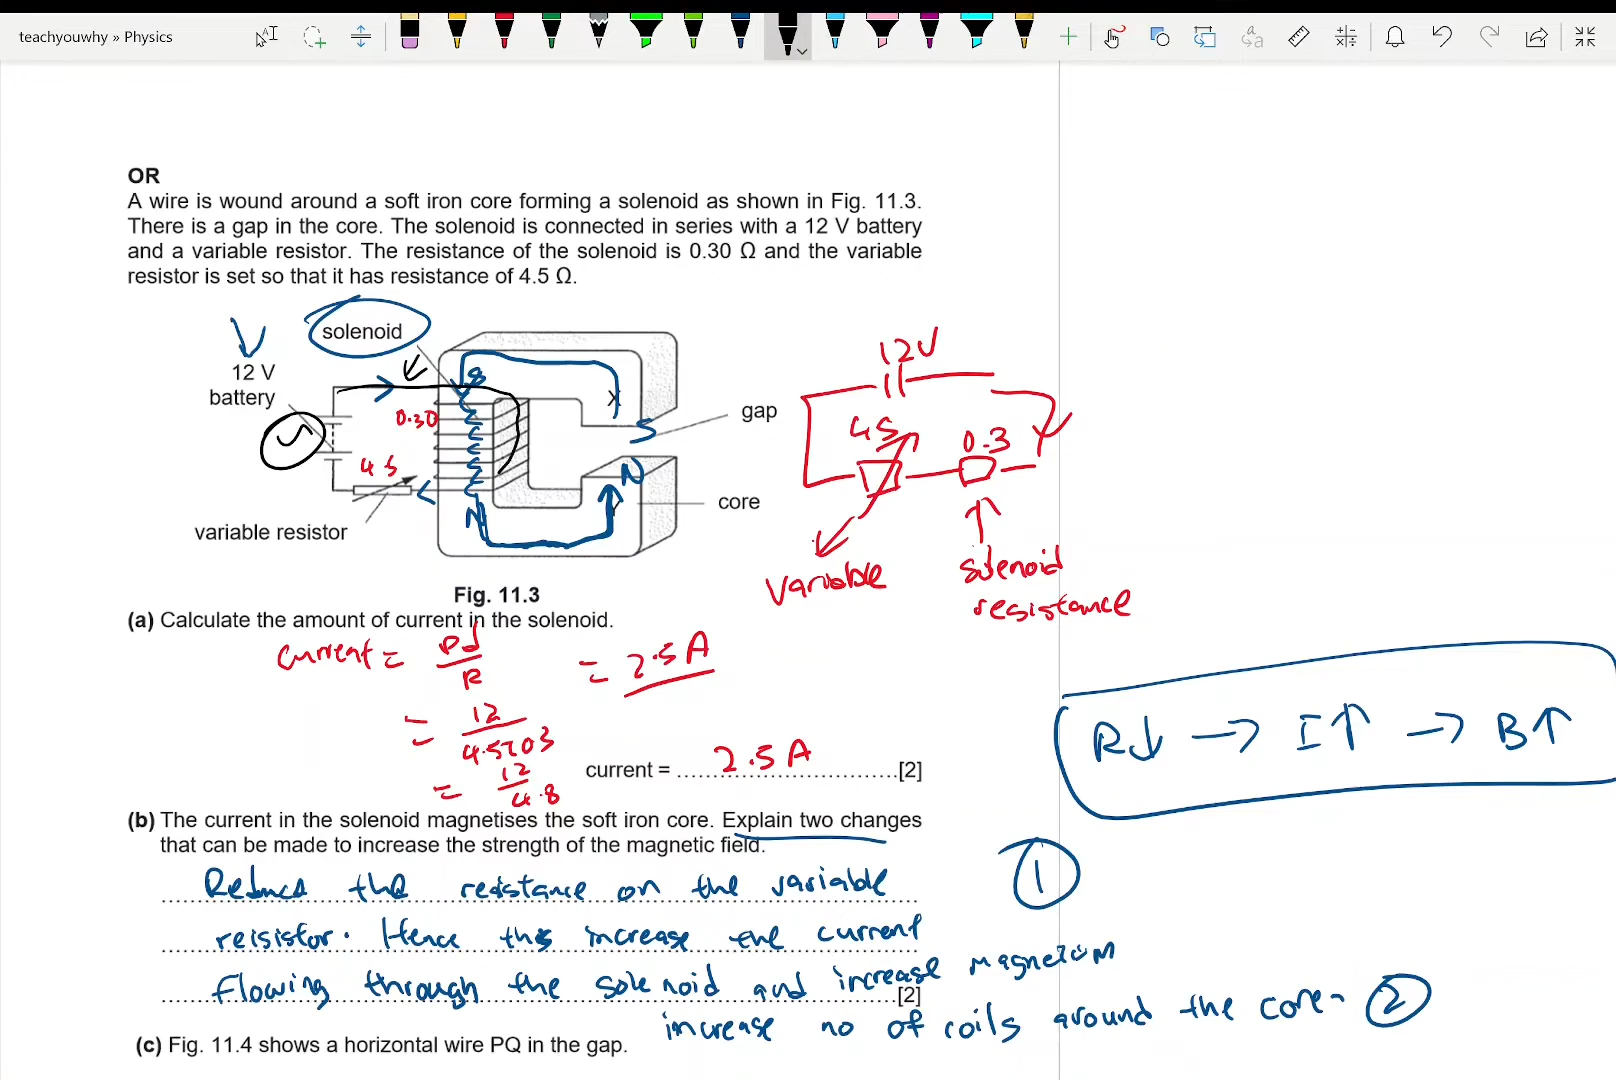 teachyouwhy » Physics
OR
A wire is wound around a soft iron core forming a solenoid as shown in Fig. 11.3.
There is a gap in the core. The solenoid is connected in series with a 12 V battery
and a variable resistor. The resistance of the solenoid is 0.30 Ω and the variable
resistor is set so that it has resistance of 4.5 Ω.
solenoid
12 V
battery
0.30
4 5
S
N
S
N
X
gap
core
variable resistor
12V
4 5
0.3
variable
solenoid
resistance
Fig. 11.3
(a) Calculate the amount of current in the solenoid.
current = Pd / R = 2.5 A
= 12 / 4.5+0.3
= 12 / 4.8
current = 2.5 A [2]
R↓ → I↑ → B↑
(b) The current in the solenoid magnetises the soft iron core. Explain two changes
that can be made to increase the strength of the magnetic field.
1
the resistance on the variable
resistor. Hence this increase the current
flowing through the solenoid and increase magnetism
[2]
increase no of coils around the core. 2
(c) Fig. 11.4 shows a horizontal wire PQ in the gap.